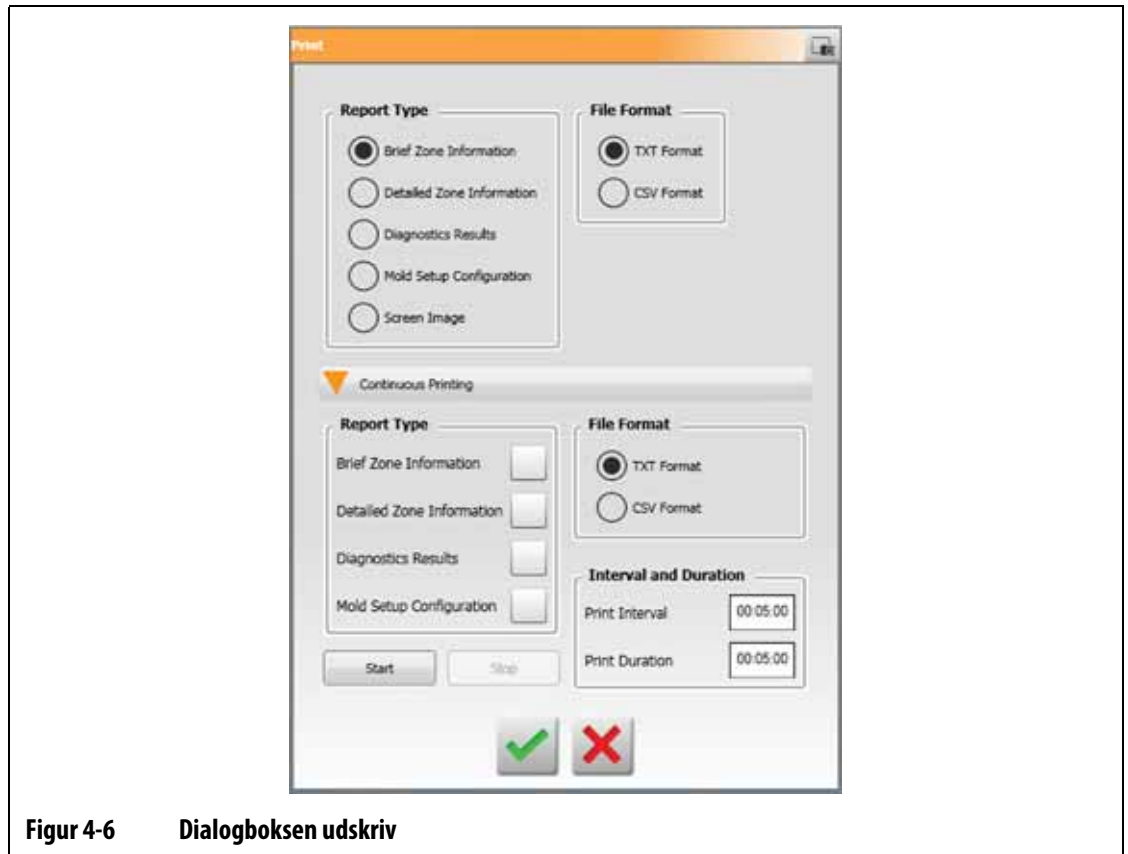 Print
Report Type
Brief Zone Information
Detailed Zone Information
Diagnostics Results
Mold Setup Configuration
Screen Image
File Format
TXT Format
CSV Format
Continuous Printing
Report Type
Brief Zone Information
Detailed Zone Information
Diagnostics Results
Mold Setup Configuration
File Format
TXT Format
CSV Format
Interval and Duration
Print Interval 00:05:00
Print Duration 00:05:00
Start Stop
Figur 4-6 Dialogboksen udskriv